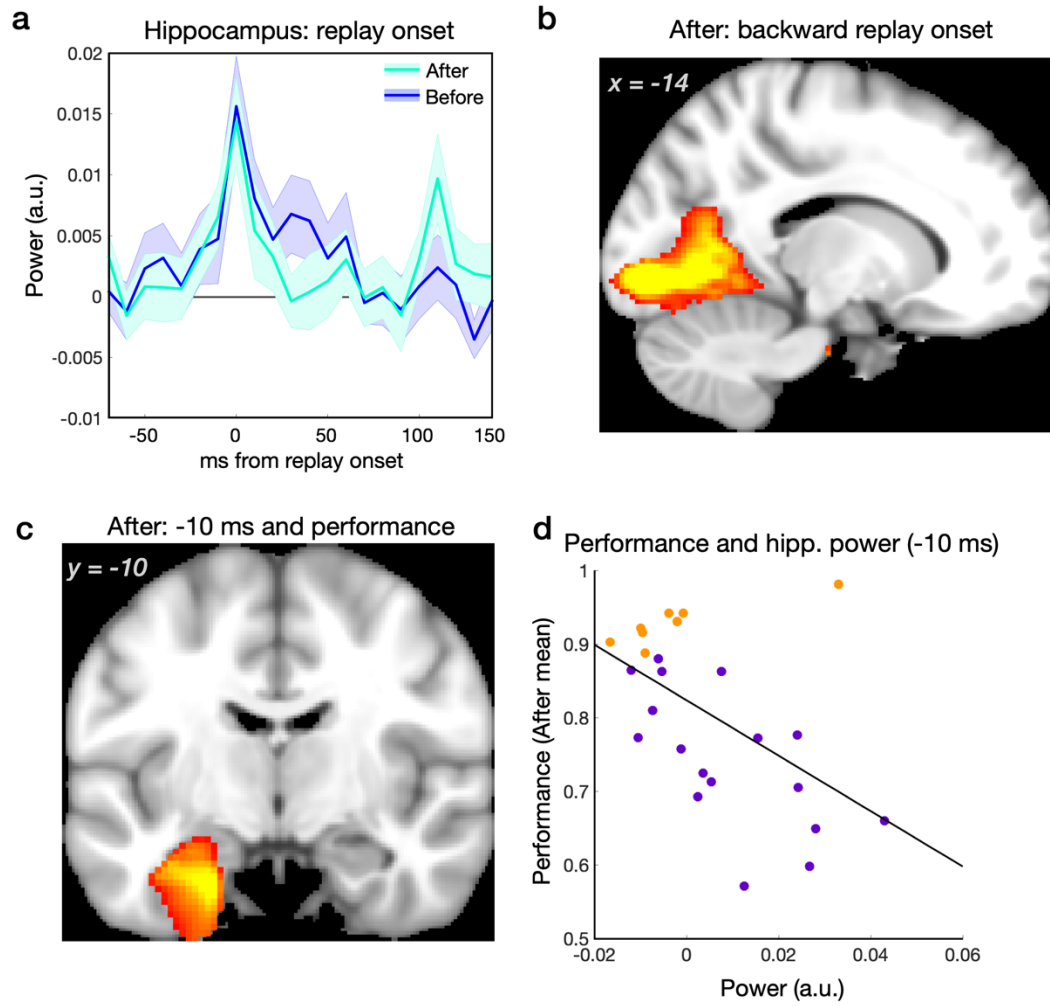 a
Hippocampus: replay onset
0.02
0.015
0.01
0.005
0
-0.005
-0.01
Power (a.u.)
After
Before
-50
0
50
100
150
ms from replay onset
b
After: backward replay onset
x = -14
c
After: -10 ms and performance
y = -10
d
Performance and hipp. power (-10 ms)
1
0.9
0.8
0.7
0.6
0.5
Performance (After mean)
-0.02
0
0.02
0.04
0.06
Power (a.u.)